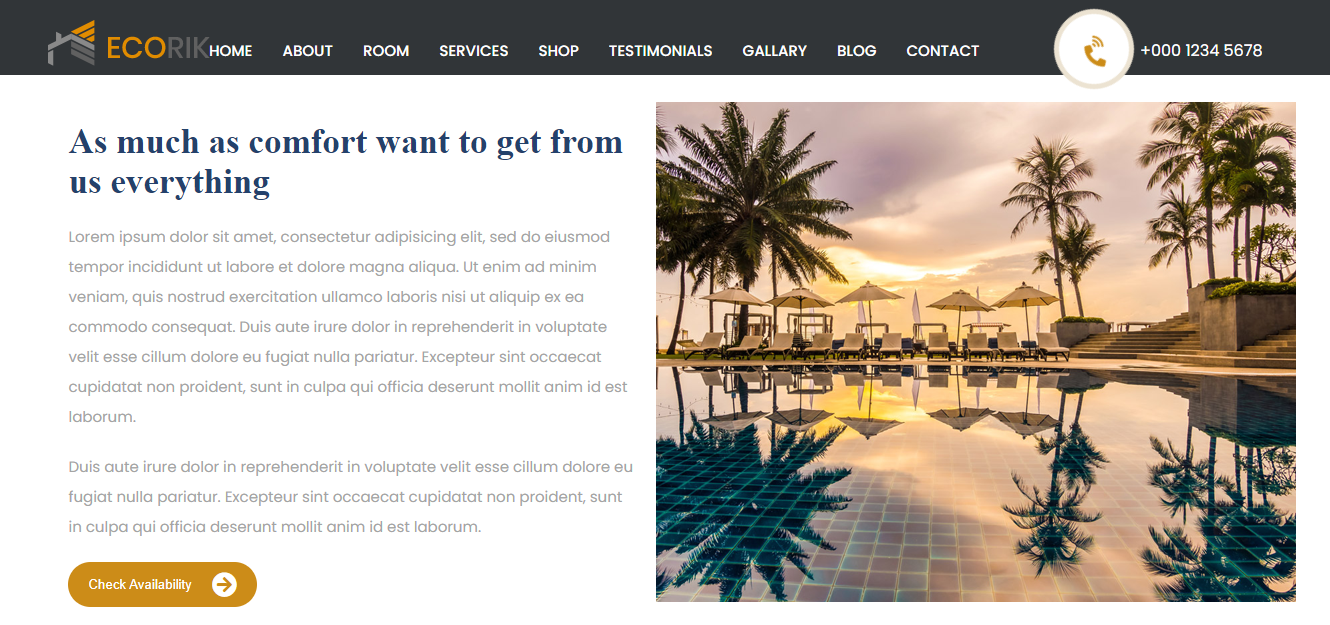 ECORIK
HOME ABOUT ROOM SERVICES SHOP TESTIMONIALS GALLARY BLOG CONTACT
+000 1234 5678
As much as comfort want to get from
us everything
Lorem ipsum dolor sit amet, consectetur adipisicing elit, sed do eiusmod
tempor incididunt ut labore et dolore magna aliqua. Ut enim ad minim
veniam, quis nostrud exercitation ullamco laboris nisi ut aliquip ex ea
commodo consequat. Duis aute irure dolor in reprehenderit in voluptate
velit esse cillum dolore eu fugiat nulla pariatur. Excepteur sint occaecat
cupidatat non proident, sunt in culpa qui officia deserunt mollit anim id est
laborum.
Duis aute irure dolor in reprehenderit in voluptate velit esse cillum dolore eu
fugiat nulla pariatur. Excepteur sint occaecat cupidatat non proident, sunt
in culpa qui officia deserunt mollit anim id est laborum.
Check Availability